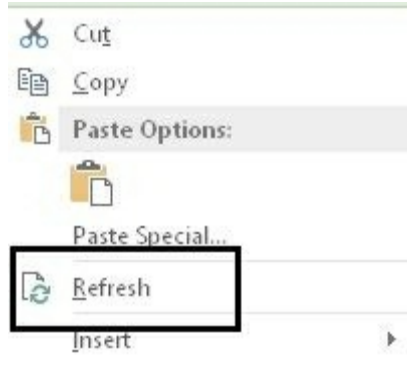 Cut
Copy
Paste Options:
Paste Special...
Refresh
Insert